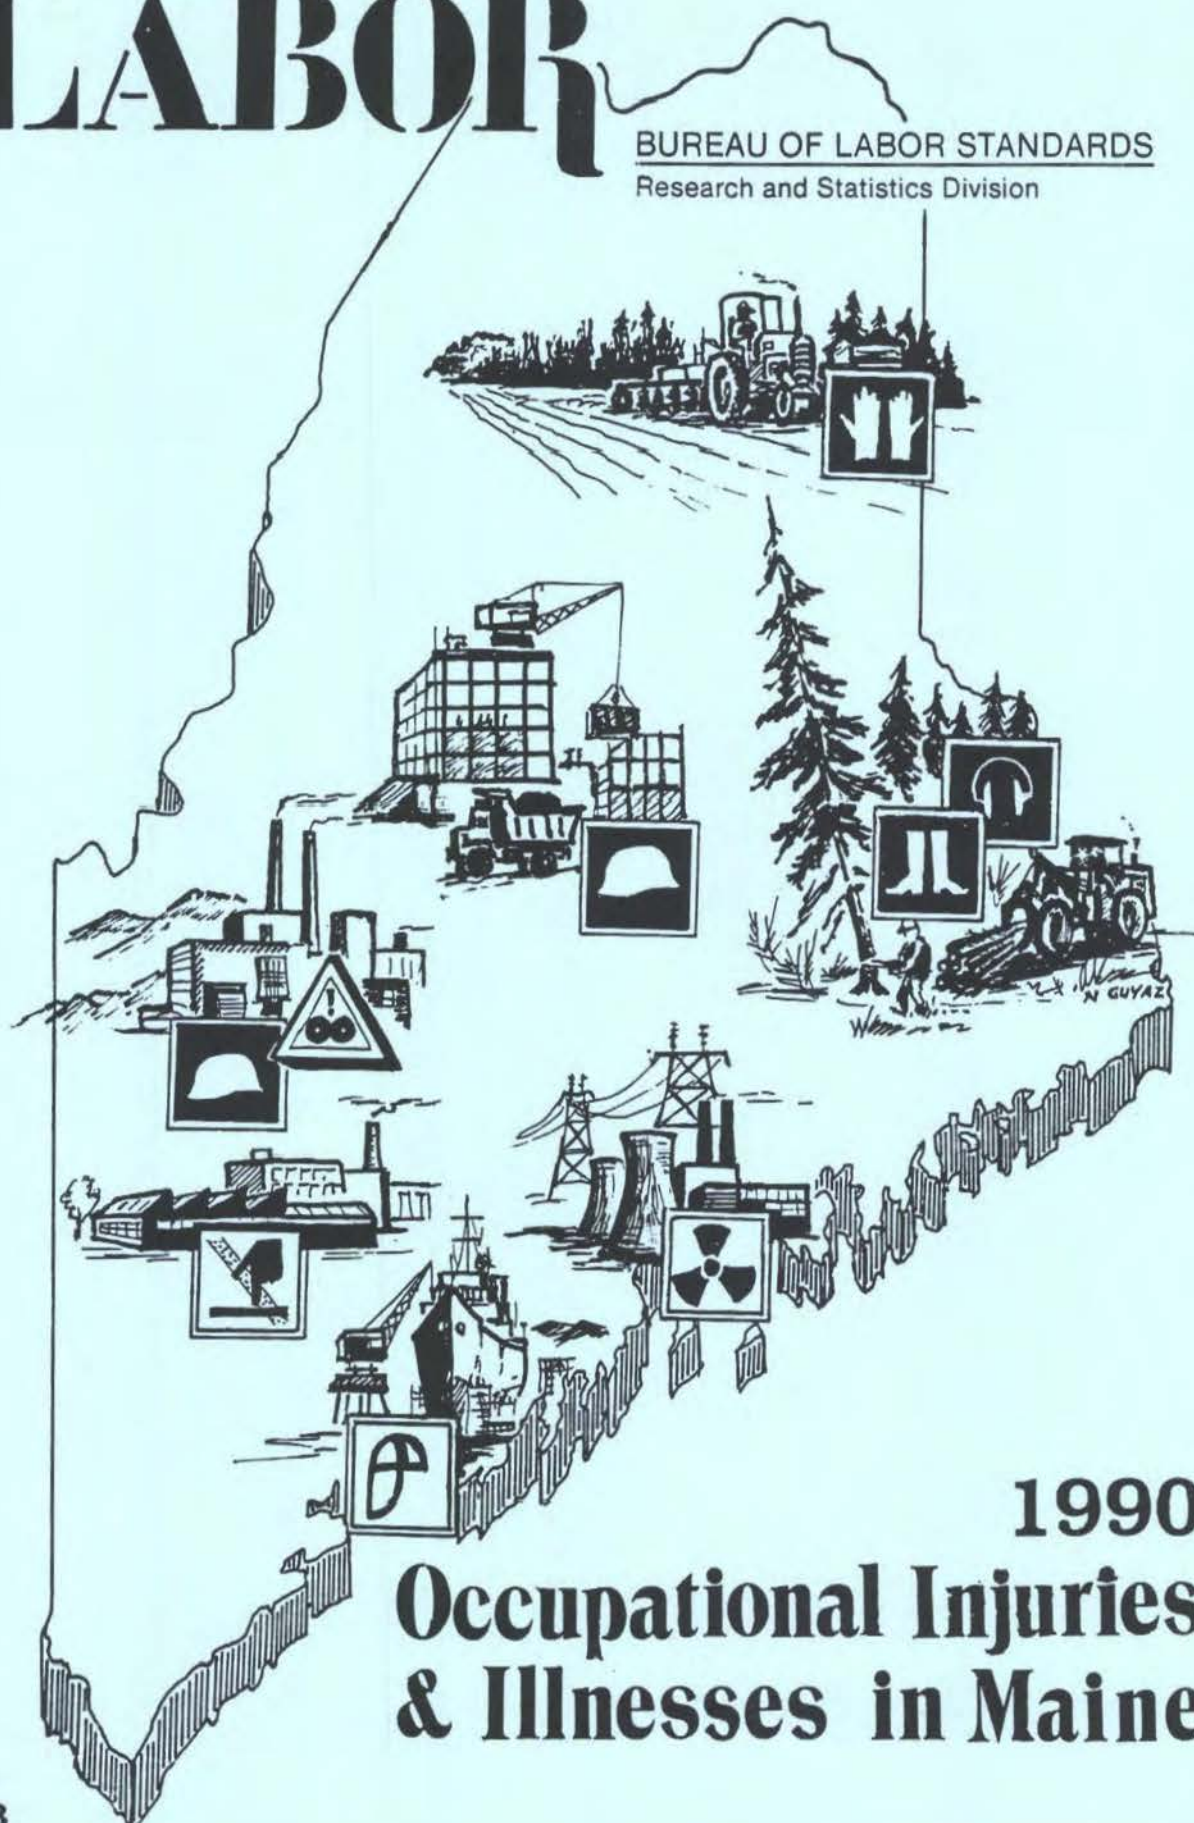 LABOR
BUREAU OF LABOR STANDARDS
Research and Statistics Division
N GUYAZ
1990
Occupational Injuries
& Illnesses in Maine